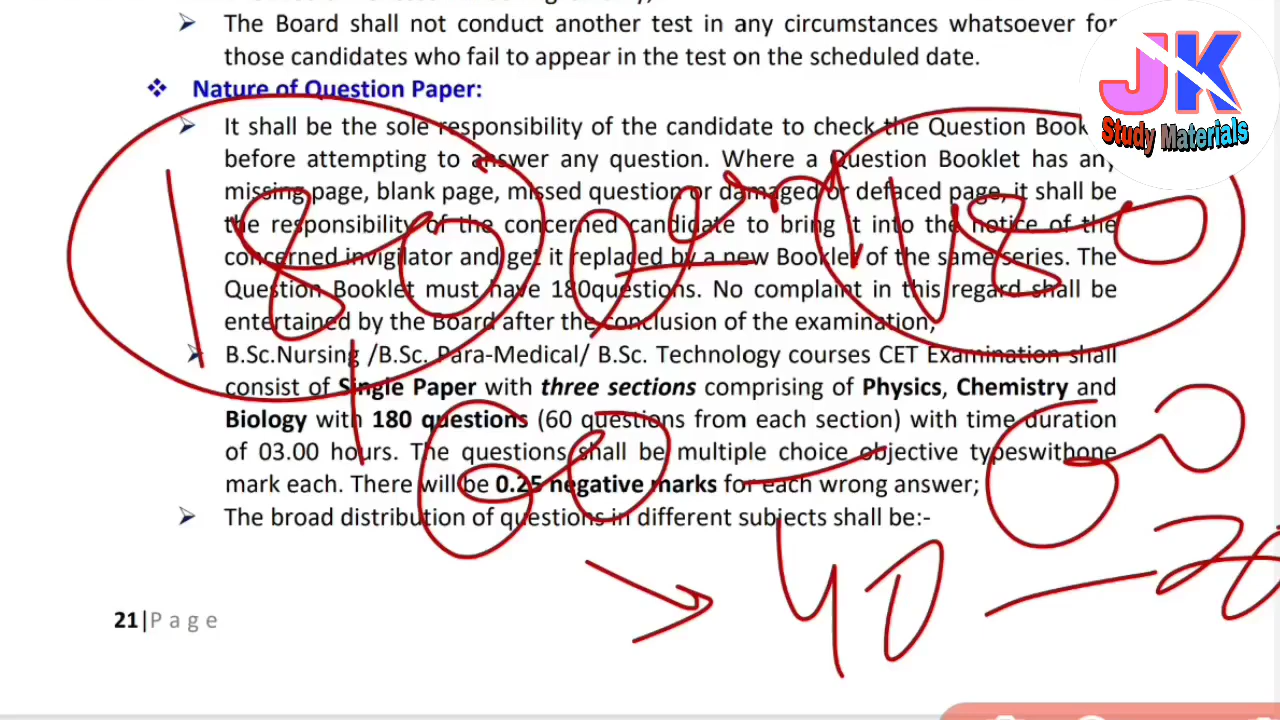 The Board shall not conduct another test in any circumstances whatsoever for
those candidates who fail to appear in the test on the scheduled date.
Nature of Question Paper:
It shall be the sole responsibility of the candidate to check the Question
before attempting to answer any question. Where a Question Booklet has any
missing page, blank page, missed question or damaged or defaced page, it shall be
the responsibility of the concerned candidate to bring it into the notice of the
concerned invigilator and get it replaced by a new Booklet of the same series. The
Question Booklet must have 180questions. No complaint in this regard shall be
entertained by the Board after the conclusion of the examination;
B.Sc.Nursing /B.Sc. Para-Medical/ B.Sc. Technology courses CET Examination shall
consist of Single Paper with three sections comprising of Physics, Chemistry and
Biology with 180 questions (60 questions from each section) with time duration
of 03.00 hours. The questions shall be multiple choice objective typeswithone
mark each. There will be 0.25 negative marks for each wrong answer;
The broad distribution of questions in different subjects shall be:-
21|Page
JK
Study Materials
180
180
40